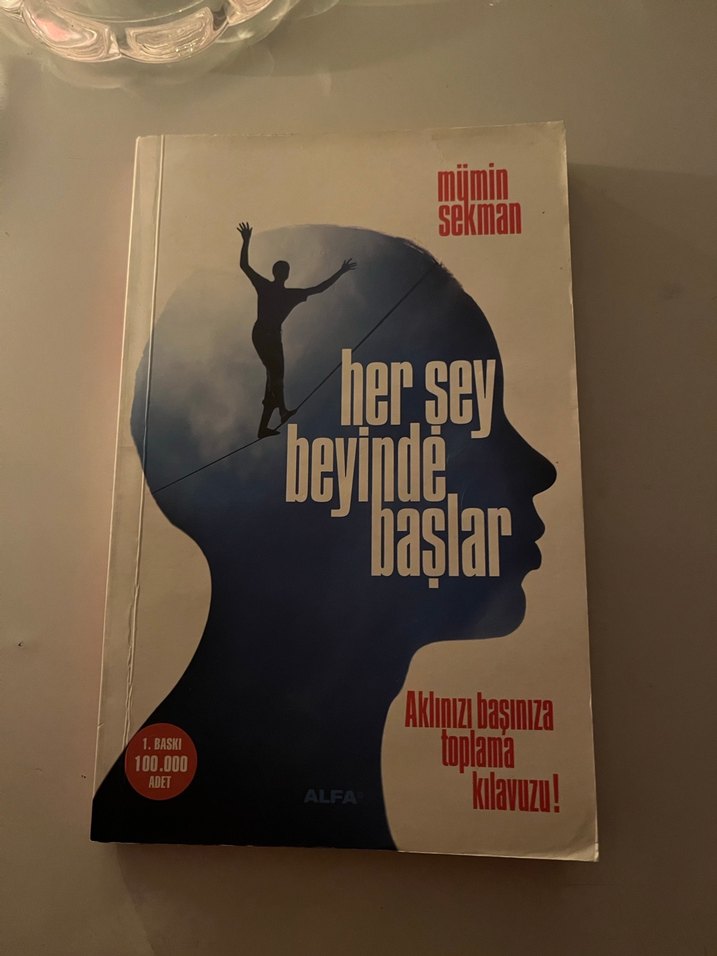 mümin
sekman
her şey
beyinde
başlar
Aklınızı başınıza
toplama
kılavuzu!
1. BASKI
100.000
ADET
ALFA®